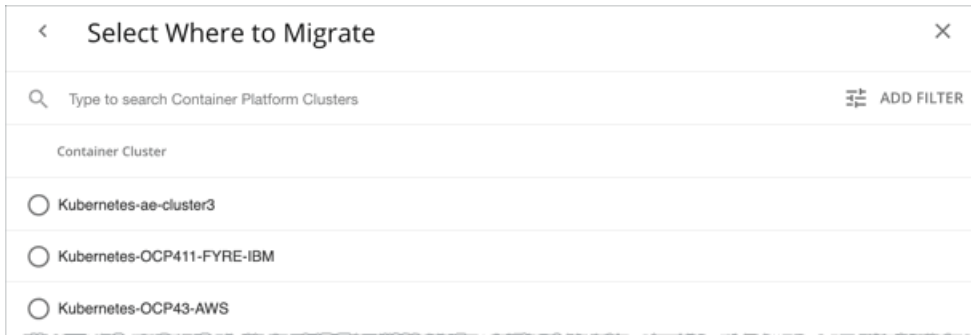 Select Where to Migrate
Type to search Container Platform Clusters
ADD FILTER
Container Cluster
Kubernetes-ae-cluster3
Kubernetes-OCP411-FYRE-IBM
Kubernetes-OCP43-AWS